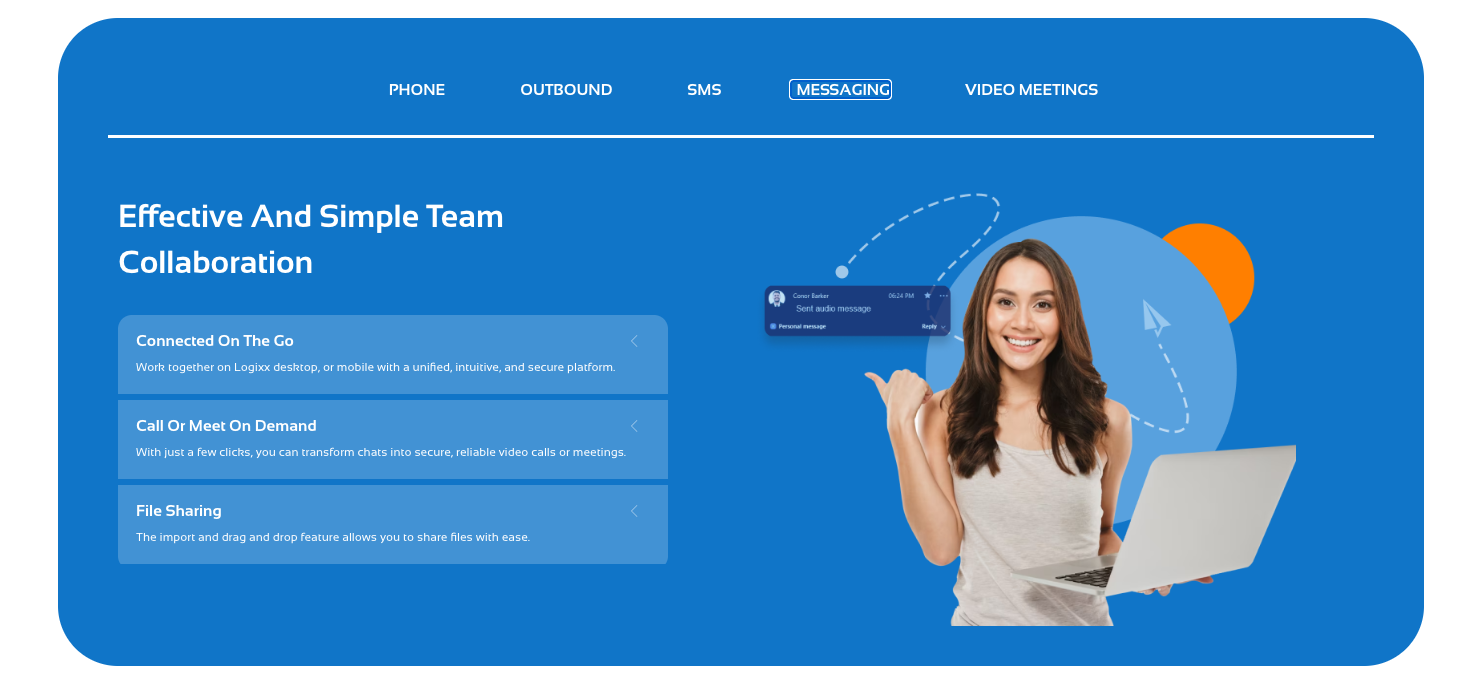 PHONE OUTBOUND SMS MESSAGING VIDEO MEETINGS
Effective And Simple Team
Collaboration
Connected On The Go
Work together on Logixx desktop, or mobile with a unified, intuitive, and secure platform.
Call Or Meet On Demand
With just a few clicks, you can transform chats into secure, reliable video calls or meetings.
File Sharing
The import and drag and drop feature allows you to share files with ease.
Conor Barker 06:24 PM
Sent audio message
Personal message Reply